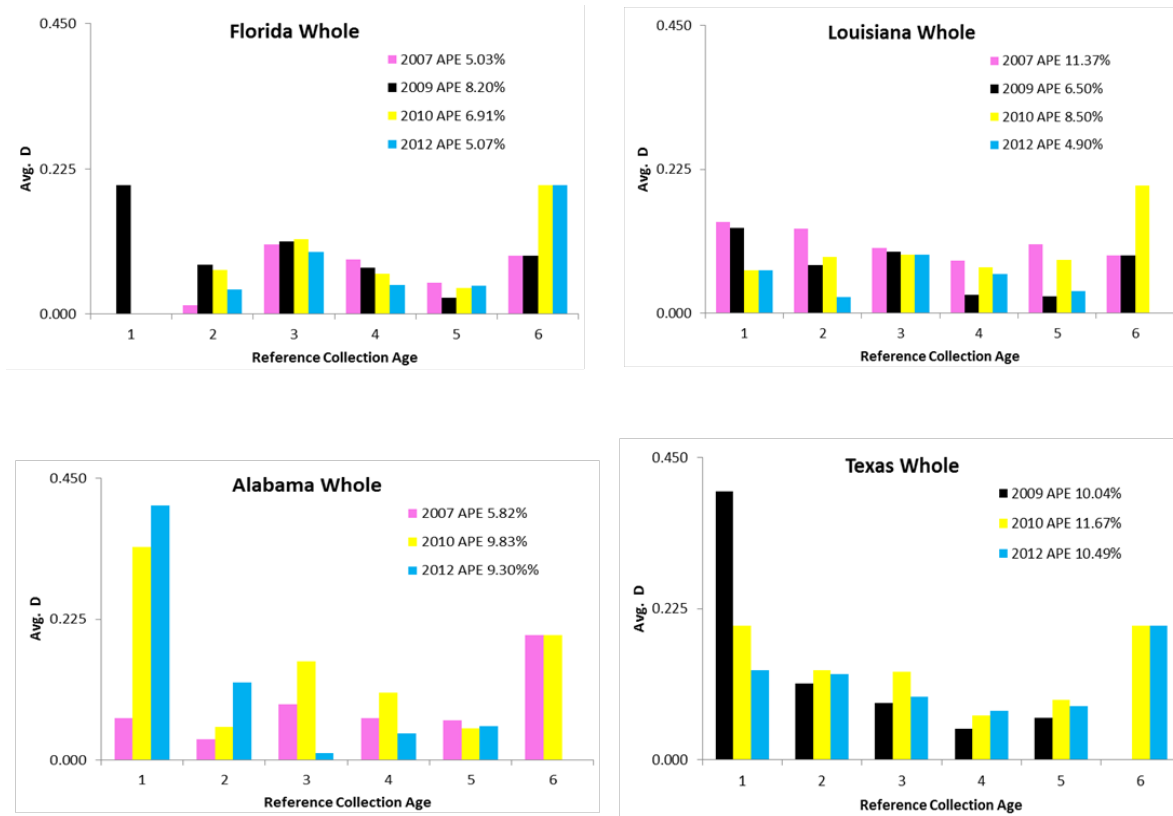 Florida Whole
2007 APE 5.03%
2009 APE 8.20%
2010 APE 6.91%
2012 APE 5.07%
0.450
0.225
0.000
Avg. D
1 2 3 4 5 6
Reference Collection Age
Louisiana Whole
2007 APE 11.37%
2009 APE 6.50%
2010 APE 8.50%
2012 APE 4.90%
0.450
0.225
0.000
Avg. D
1 2 3 4 5 6
Reference Collection Age
Alabama Whole
2007 APE 5.82%
2010 APE 9.83%
2012 APE 9.30%%
0.450
0.225
0.000
Avg. D
1 2 3 4 5 6
Reference Collection Age
Texas Whole
2009 APE 10.04%
2010 APE 11.67%
2012 APE 10.49%
0.450
0.225
0.000
Avg. D
1 2 3 4 5 6
Reference Collection Age